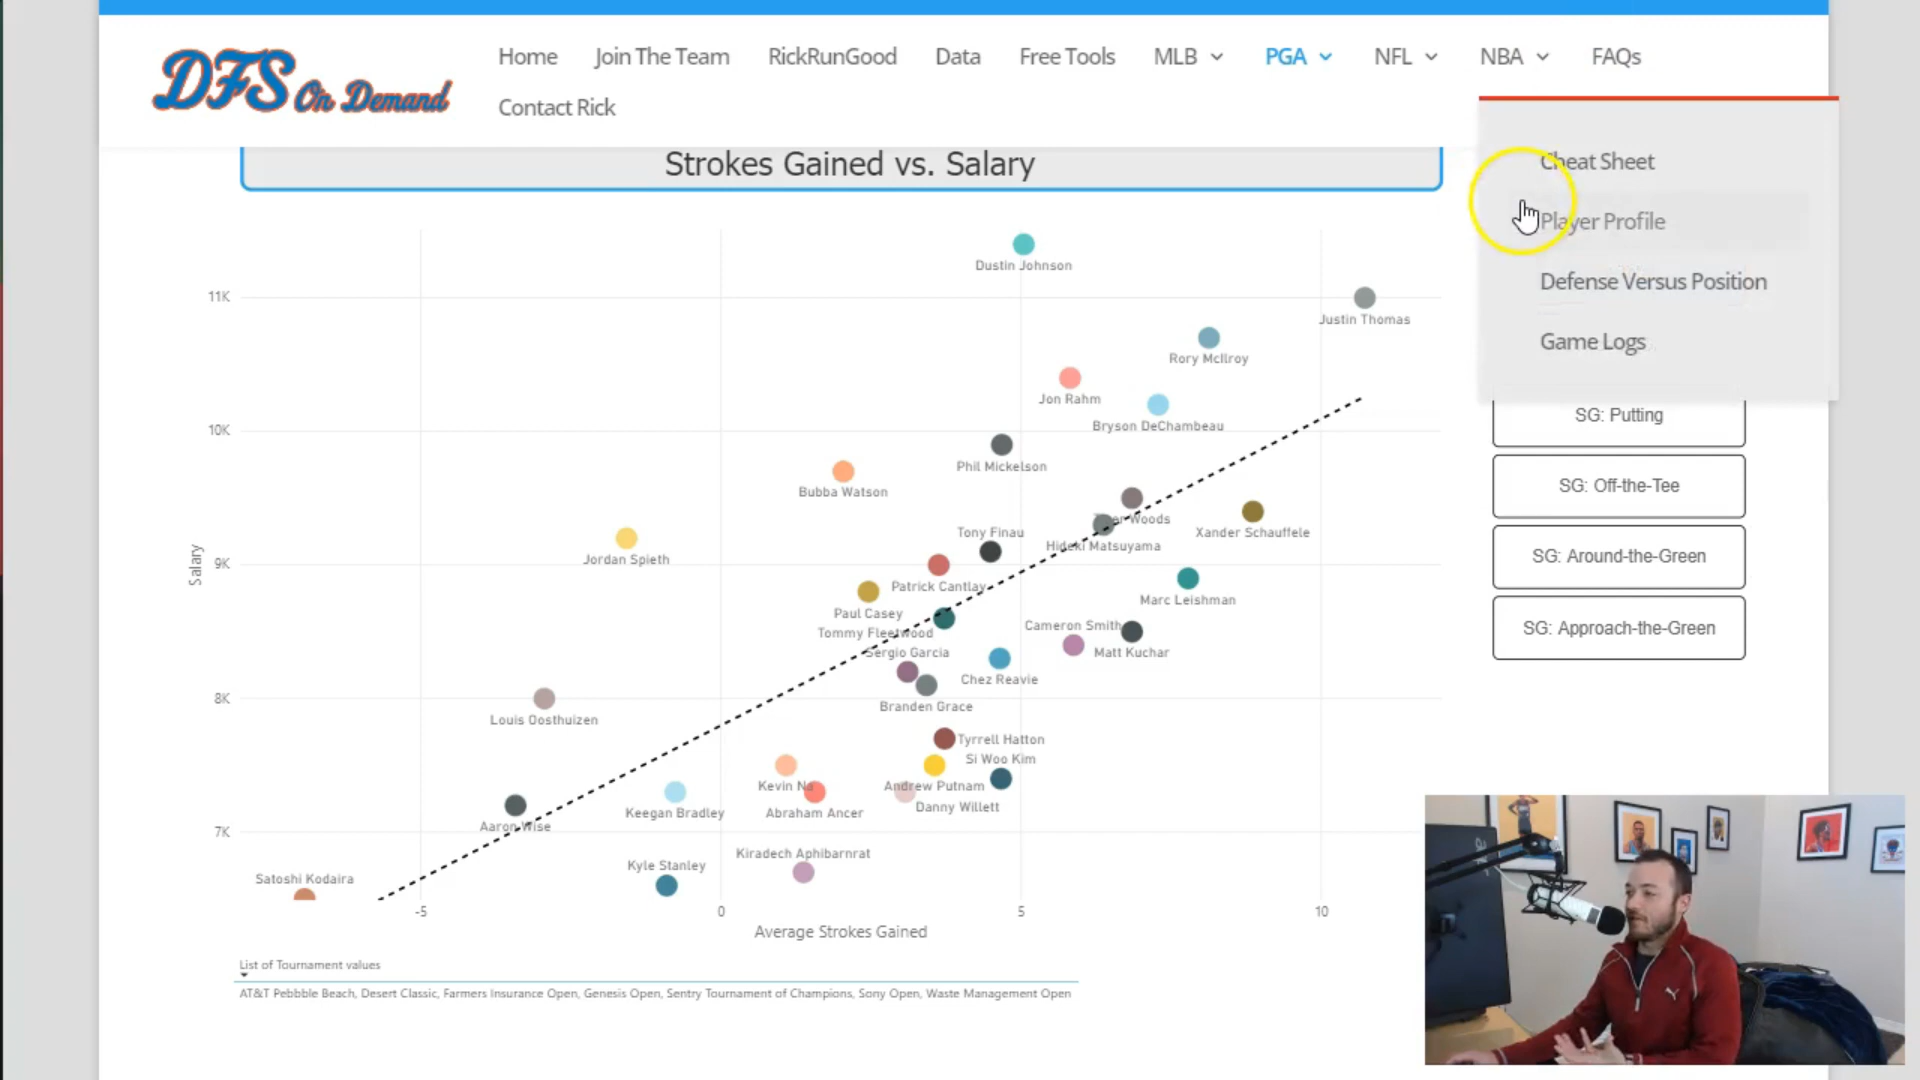 DFS On Demand
Home Join The Team RickRunGood Data Free Tools MLB PGA NFL NBA FAQs
Contact Rick
Strokes Gained vs. Salary
Cheat Sheet
Player Profile
Defense Versus Position
Game Logs
SG: Putting
SG: Off-the-Tee
SG: Around-the-Green
SG: Approach-the-Green
Dustin Johnson
11K
Justin Thomas
Rory McIlroy
Jon Rahm
Bryson DeChambeau
10K
Phil Mickelson
Bubba Watson
Woods
Xander Schauffele
Tony Finau
Hideki Matsuyama
Jordan Spieth
Salary
9K
Patrick Cantlay
Marc Leishman
Paul Casey
Cameron Smith
Tommy Fleetwood
Sergio Garcia
Matt Kuchar
Chez Reavie
8K
Branden Grace
Louis Oosthuizen
Tyrrell Hatton
Si Woo Kim
Kevin Na
Andrew Putnam
Danny Willett
Keegan Bradley
Abraham Ancer
Aaron Wise
7K
Kiradech Aphibarnrat
Kyle Stanley
Satoshi Kodaira
-5 0 5 10
Average Strokes Gained
List of Tournament values
AT&T Pebbble Beach, Desert Classic, Farmers Insurance Open, Genesis Open, Sentry Tournament of Champions, Sony Open, Waste Management Open